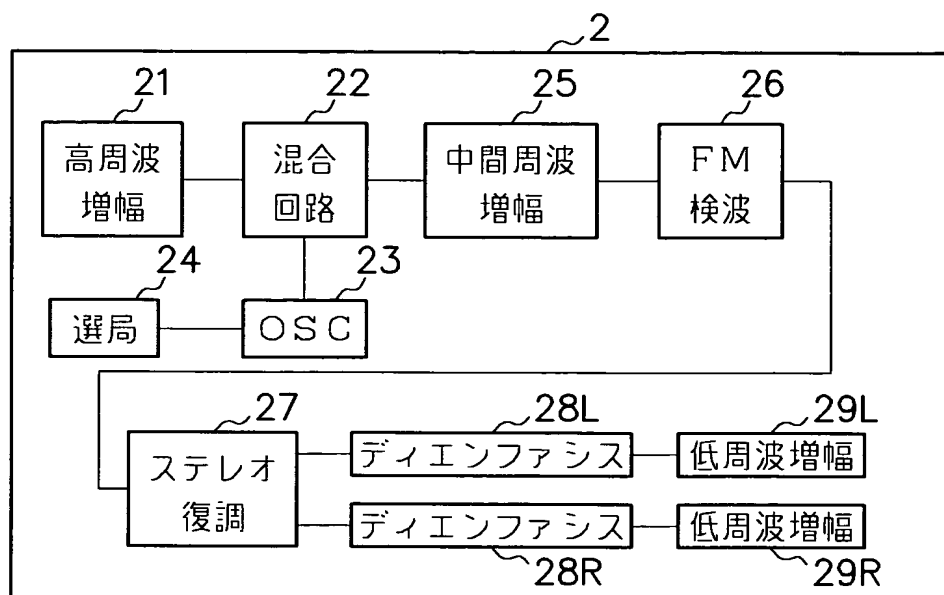 2
21
22
25
26
高周波
増幅
混合
回路
中間周波
増幅
FM
検波
24
23
選局
OSC
27
28L
29L
ステレオ
復調
ディエンファシス
低周波増幅
ディエンファシス
低周波増幅
28R
29R